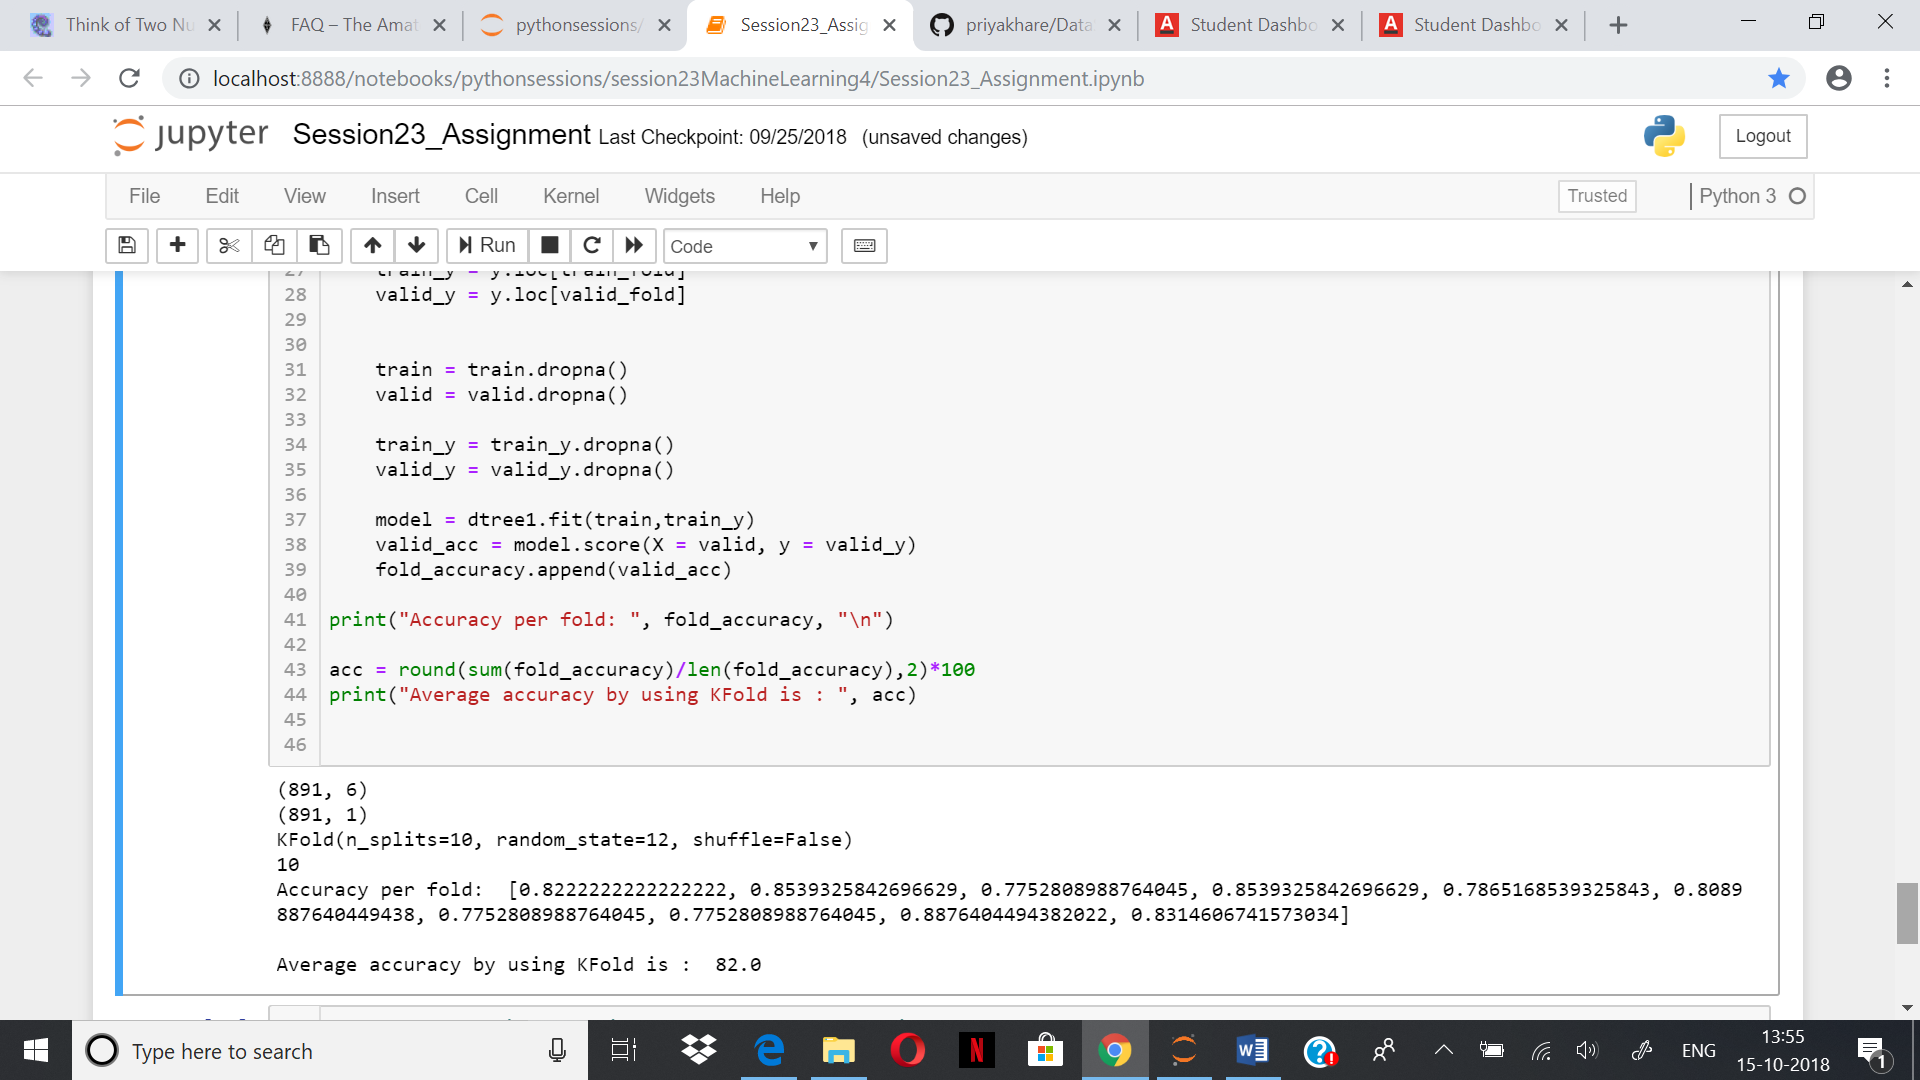 Think of Two Nu
FAQ – The Amat
pythonsessions/
Session23_Assig
priyakhare/Data
Student Dashbo
Student Dashbo
localhost:8888/notebooks/pythonsessions/session23MachineLearning4/Session23_Assignment.ipynb
jupyter Session23_Assignment Last Checkpoint: 09/25/2018 (unsaved changes)
Logout
File Edit View Insert Cell Kernel Widgets Help
Trusted
Python 3
Run
Code
27     train_y = y.loc[train_fold]
28     valid_y = y.loc[valid_fold]
29
30
31     train = train.dropna()
32     valid = valid.dropna()
33
34     train_y = train_y.dropna()
35     valid_y = valid_y.dropna()
36
37     model = dtree1.fit(train,train_y)
38     valid_acc = model.score(X = valid, y = valid_y)
39     fold_accuracy.append(valid_acc)
40
41 print("Accuracy per fold: ", fold_accuracy, "\n")
42
43 acc = round(sum(fold_accuracy)/len(fold_accuracy),2)*100
44 print("Average accuracy by using KFold is : ", acc)
45
46
(891, 6)
(891, 1)
KFold(n_splits=10, random_state=12, shuffle=False)
10
Accuracy per fold:  [0.8222222222222222, 0.8539325842696629, 0.7752808988764045, 0.8539325842696629, 0.7865168539325843, 0.8089
887640449438, 0.7752808988764045, 0.7752808988764045, 0.8876404494382022, 0.8314606741573034]
Average accuracy by using KFold is :  82.0
Type here to search
ENG
13:55
15-10-2018
1